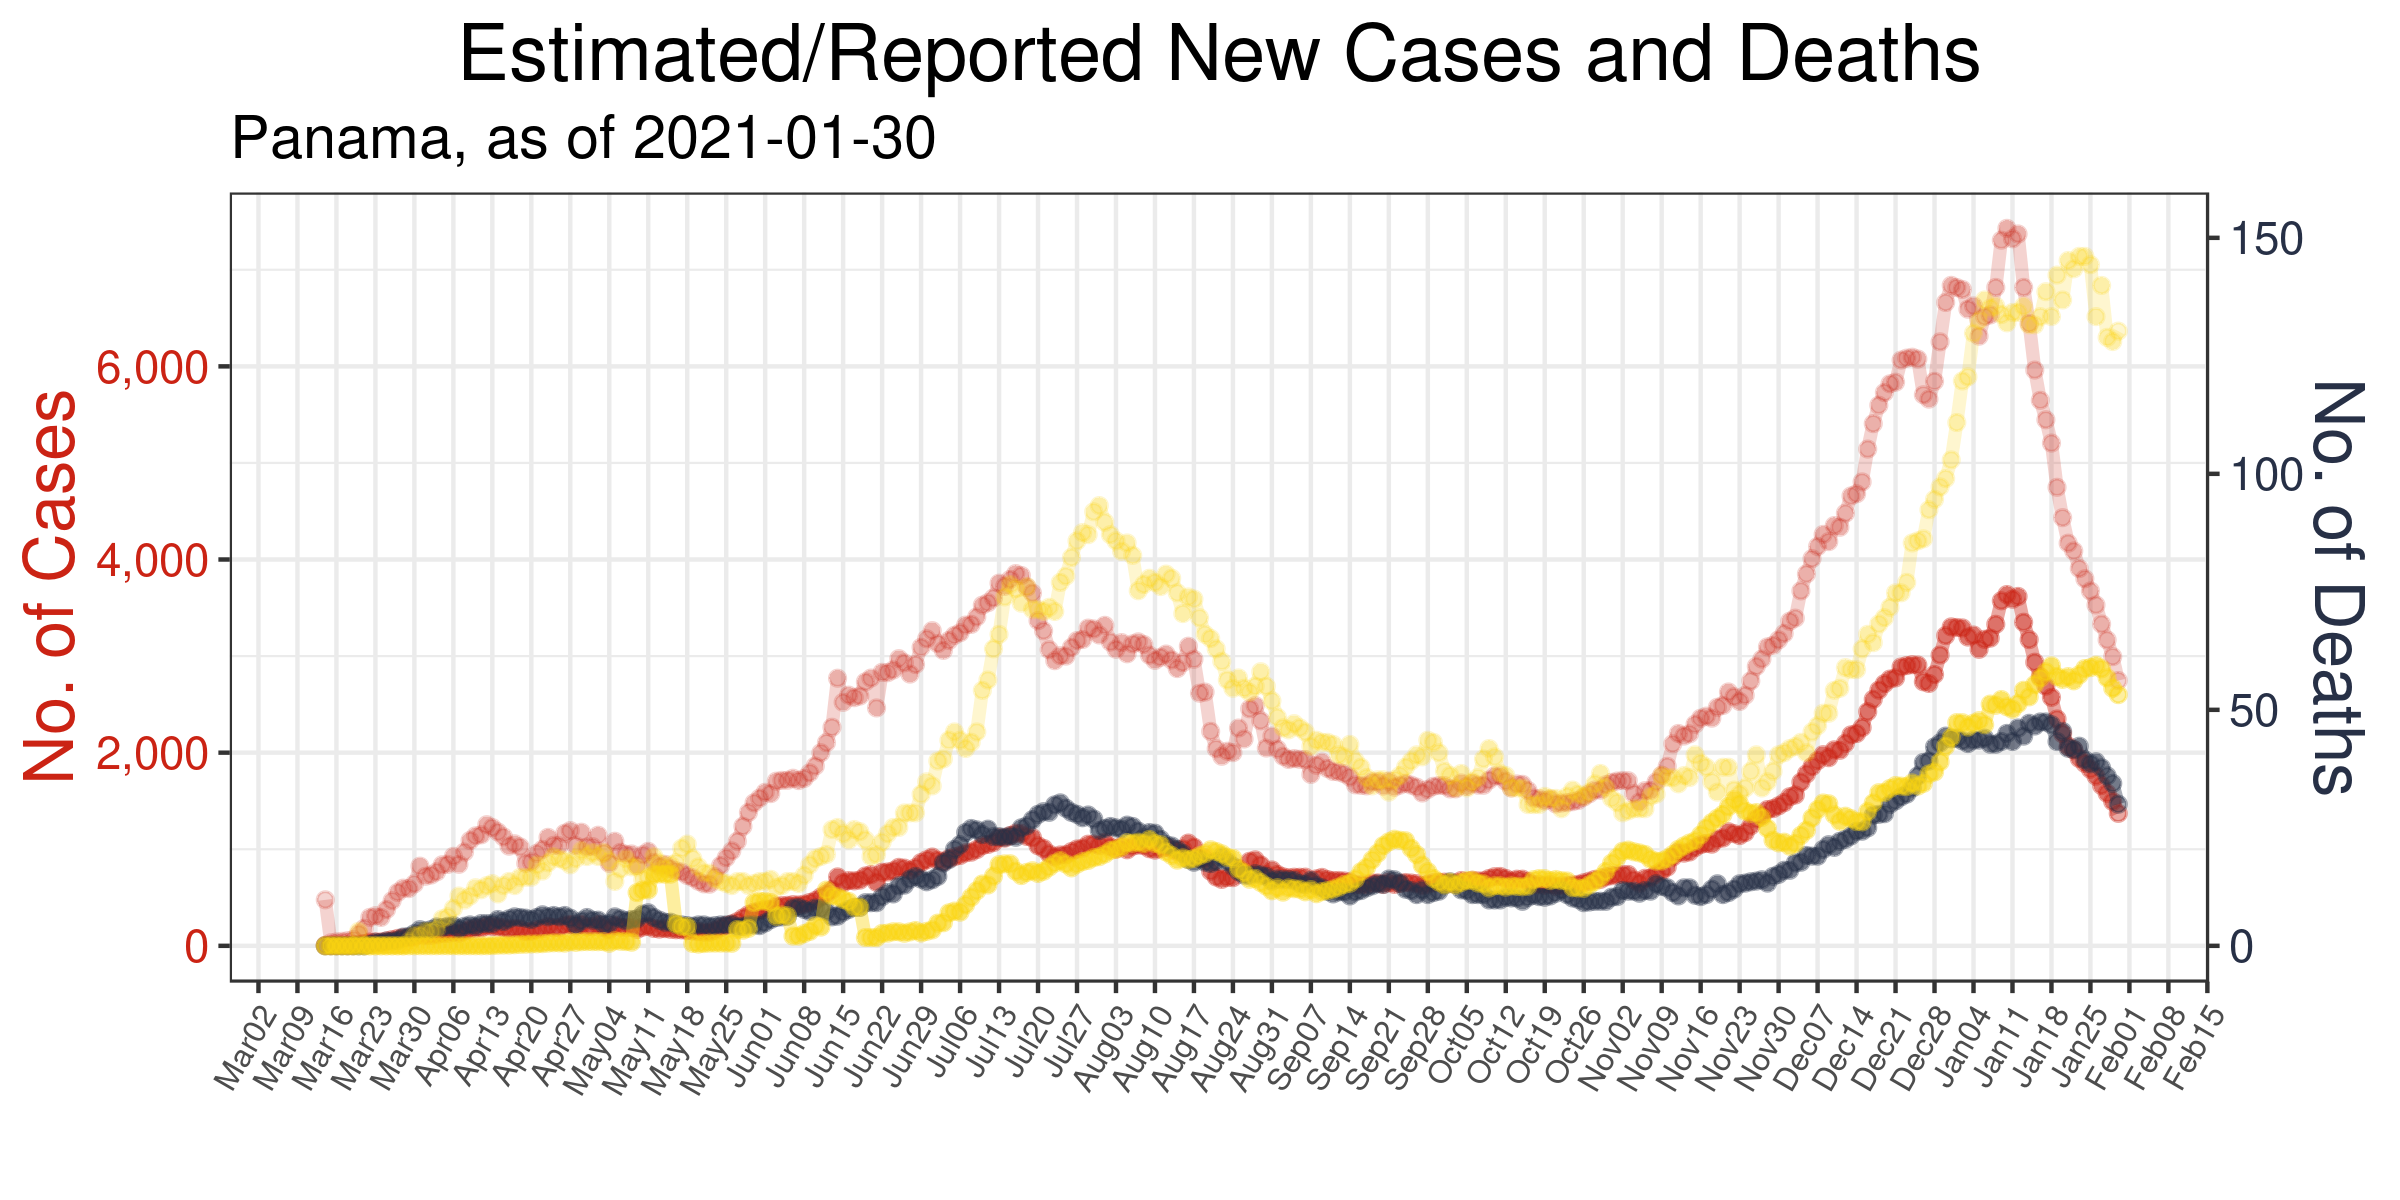 Estimated/Reported New Cases and Deaths
Panama, as of 2021-01-30
No. of Cases
6,000
4,000
2,000
0
150
100
50
0
No. of Deaths
Mar02 Mar09 Mar16 Mar23 Mar30 Apr06 Apr13 Apr20 Apr27 May04 May11 May18 May25 Jun01 Jun08 Jun15 Jun22 Jun29 Jul06 Jul13 Jul20 Jul27 Aug03 Aug10 Aug17 Aug24 Aug31 Sep07 Sep14 Sep21 Sep28 Oct05 Oct12 Oct19 Oct26 Nov02 Nov09 Nov16 Nov23 Nov30 Dec07 Dec14 Dec21 Dec28 Jan04 Jan11 Jan18 Jan25 Feb01 Feb08 Feb15